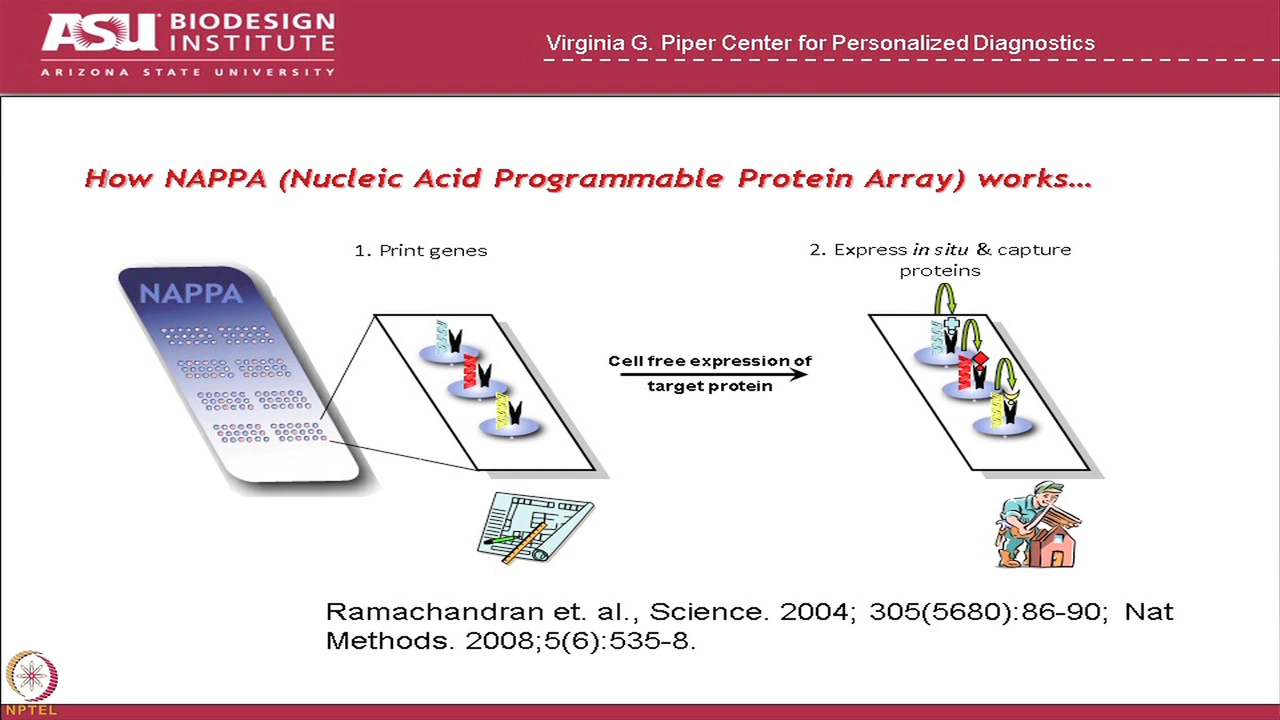 ASU BIODESIGN INSTITUTE
ARIZONA STATE UNIVERSITY
Virginia G. Piper Center for Personalized Diagnostics
How NAPPA (Nucleic Acid Programmable Protein Array) works...
1. Print genes
2. Express in situ & capture
proteins
NAPPA
Cell free expression of
target protein
Ramachandran et. al., Science. 2004; 305(5680):86-90; Nat
Methods. 2008;5(6):535-8.
NPTEL